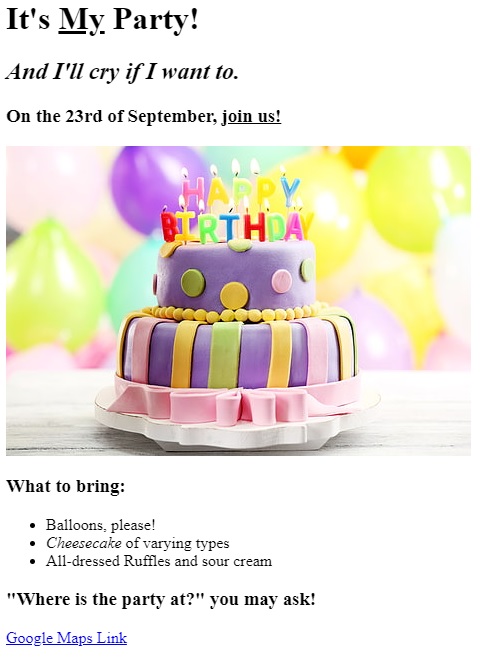 It's My Party!
And I'll cry if I want to.
On the 23rd of September, join us!
HAPPY
BIRTHDAY
What to bring:
Balloons, please!
Cheesecake of varying types
All-dressed Ruffles and sour cream
"Where is the party at?" you may ask!
Google Maps Link